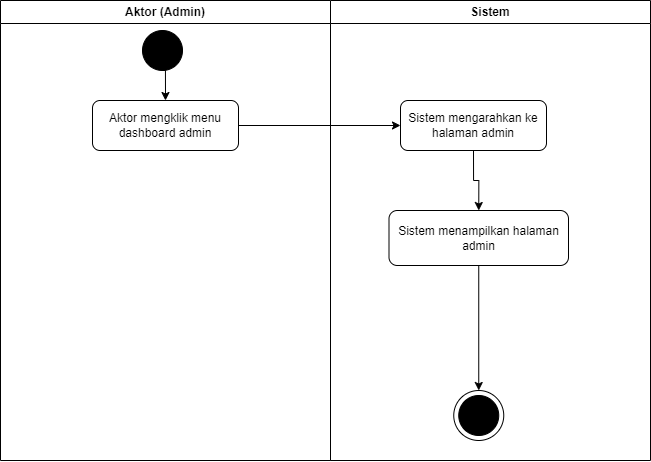 Aktor (Admin)
Sistem
Aktor mengklik menu
dashboard admin
Sistem mengarahkan ke
halaman admin
Sistem menampilkan halaman
admin